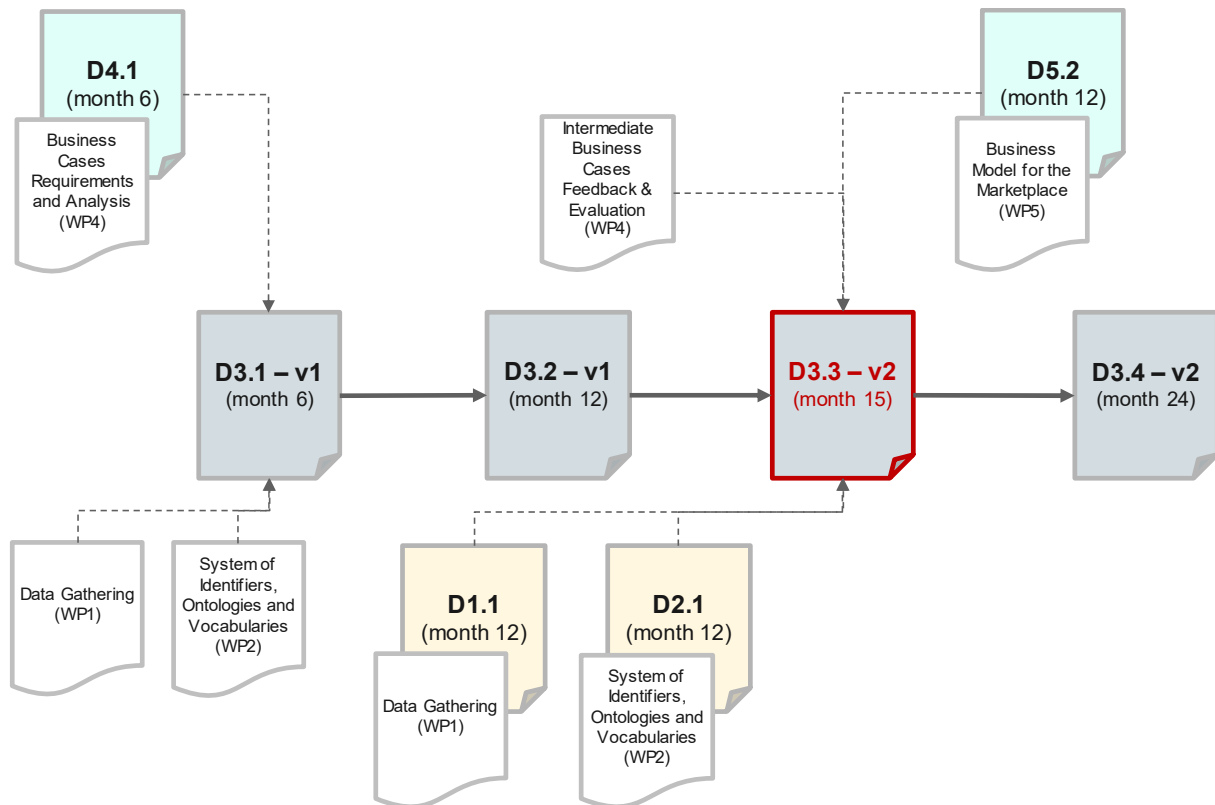 D4.1
(month 6)
Business
Cases
Requirements
and Analysis
(WP4)
Intermediate
Business
Cases
Feedback &
Evaluation
(WP4)
D5.2
(month 12)
Business
Model for the
Marketplace
(WP5)
D3.1 – v1
(month 6)
D3.2 – v1
(month 12)
D3.3 – v2
(month 15)
D3.4 – v2
(month 24)
Data Gathering
(WP1)
System of
Identifiers,
Ontologies and
Vocabularies
(WP2)
D1.1
(month 12)
Data Gathering
(WP1)
D2.1
(month 12)
System of
Identifiers,
Ontologies and
Vocabularies
(WP2)